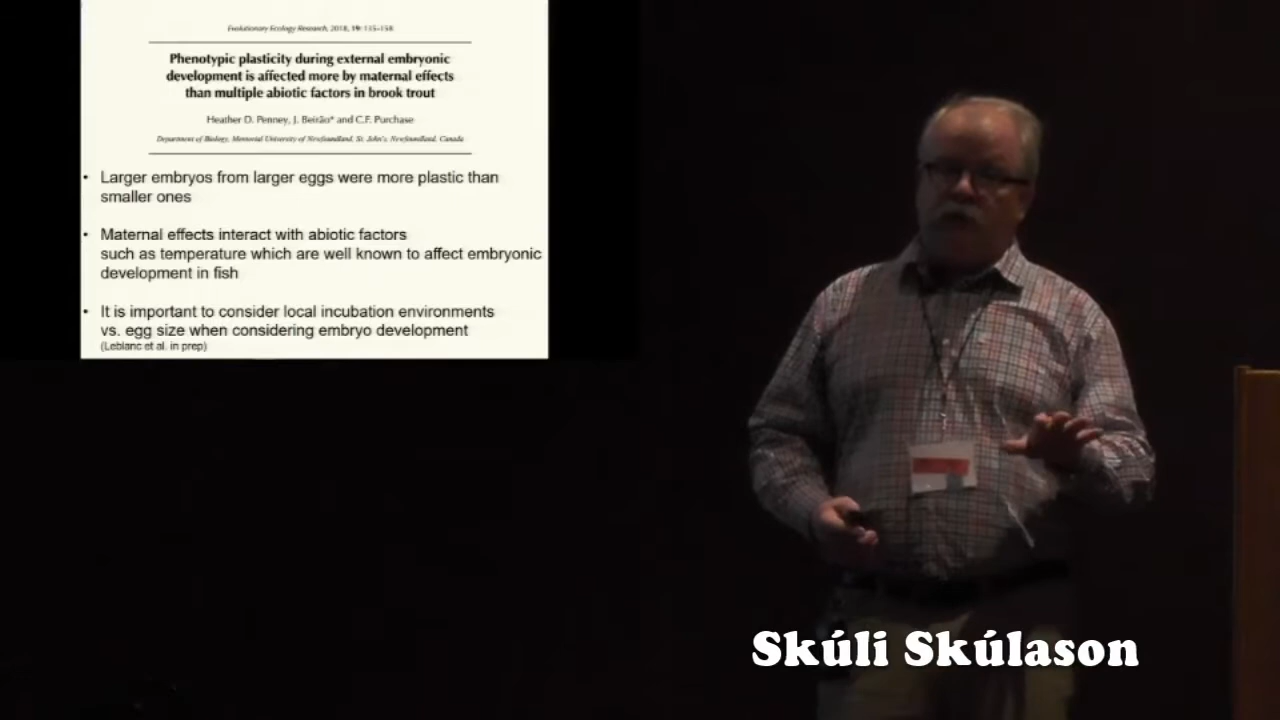 Evolutionary Ecology Research, 2018, 19: 135–158
Phenotypic plasticity during external embryonic
development is affected more by maternal effects
than multiple abiotic factors in brook trout
Heather D. Penney, J. Beirão* and C.F. Purchase
Department of Biology, Memorial University of Newfoundland, St. John's, Newfoundland, Canada
• Larger embryos from larger eggs were more plastic than
smaller ones
• Maternal effects interact with abiotic factors
such as temperature which are well known to affect embryonic
development in fish
• It is important to consider local incubation environments
vs. egg size when considering embryo development
(Leblanc et al. in prep)
Skúli Skúlason